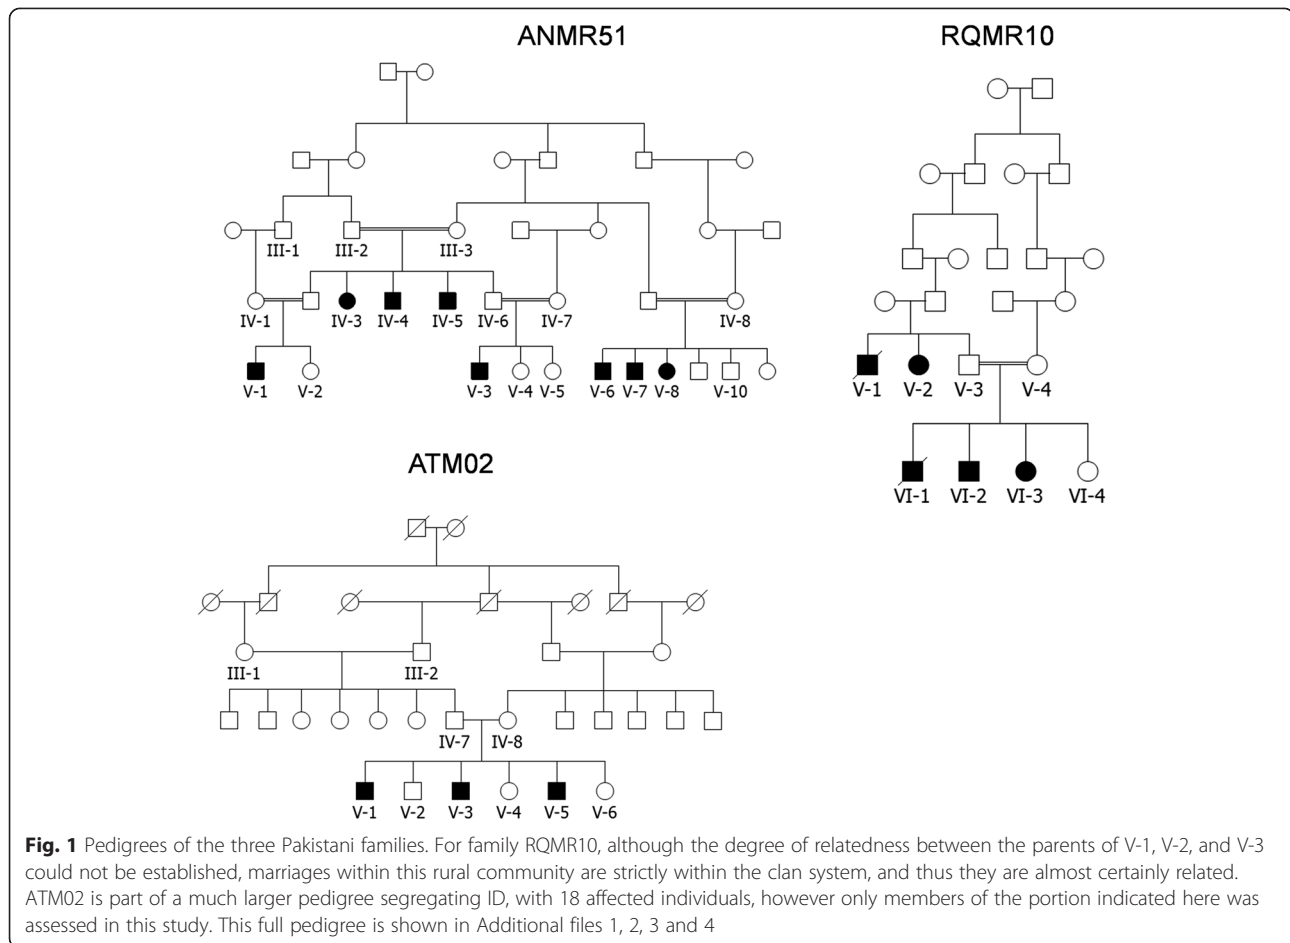 ANMR51
RQMR10
III-1 III-2 III-3
IV-1 IV-3 IV-4 IV-5 IV-6 IV-7 IV-8
V-1 V-2 V-3 V-4 V-5 V-6 V-7 V-8 V-10
V-1 V-2 V-3 V-4
VI-1 VI-2 VI-3 VI-4
ATM02
III-1 III-2
IV-7 IV-8
V-1 V-2 V-3 V-4 V-5 V-6
Fig. 1 Pedigrees of the three Pakistani families. For family RQMR10, although the degree of relatedness between the parents of V-1, V-2, and V-3
could not be established, marriages within this rural community are strictly within the clan system, and thus they are almost certainly related.
ATM02 is part of a much larger pedigree segregating ID, with 18 affected individuals, however only members of the portion indicated here was
assessed in this study. This full pedigree is shown in Additional files 1, 2, 3 and 4